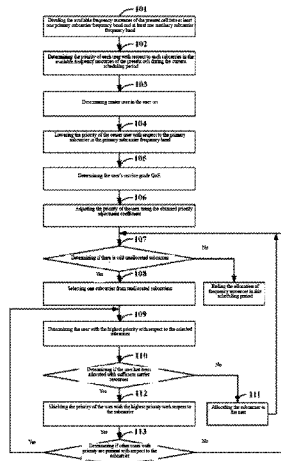 101
Dividing the available frequency resources of the present cell into at least
one primary subcarrier frequency band and at least one auxiliary subcarrier
frequency band
102
Determining the priority of each user with respect to each subcarrier in the
available frequency resources of the present cell during the current
scheduling period
103
Determining center user in the user set
104
Lowering the priority of the center user with respect to the primary
subcarrier in the primary subcarrier frequency band
105
Determining the user's service grade QoS
106
Adjusting the priority of the user using the obtained priority
adjustment coefficient
107
Determining if there is still unallocated subcarriers
No
Yes
108
Selecting one subcarrier from unallocated subcarriers
Ending the allocation of
frequency resources in this
scheduling period
109
Determining the user with the highest priority with respect to the selected
subcarrier
110
Determining if the user has been
allocated with sufficient carrier
resources
No
Yes
111
Allocating the subcarrier to
the user
112
Shielding the priority of the user with the highest priority with respect to
the subcarrier
113
Determining if other users with
priority are present with respect to the
subcarrier
Yes
No